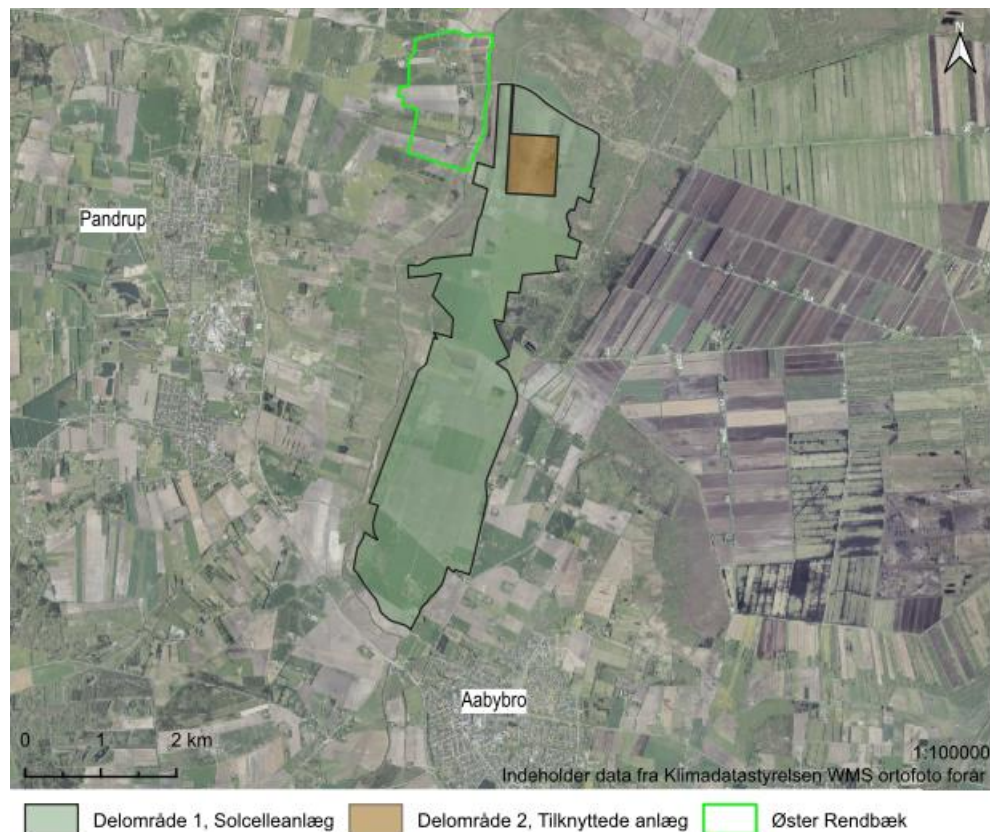 N
Pandrup
Aabybro
0 1 2 km
1:100000
Indeholder data fra Klimadatastyrelsen WMS ortofoto forår
Delområde 1, Solcelleanlæg Delområde 2, Tilknyttede anlæg Øster Rendbæk